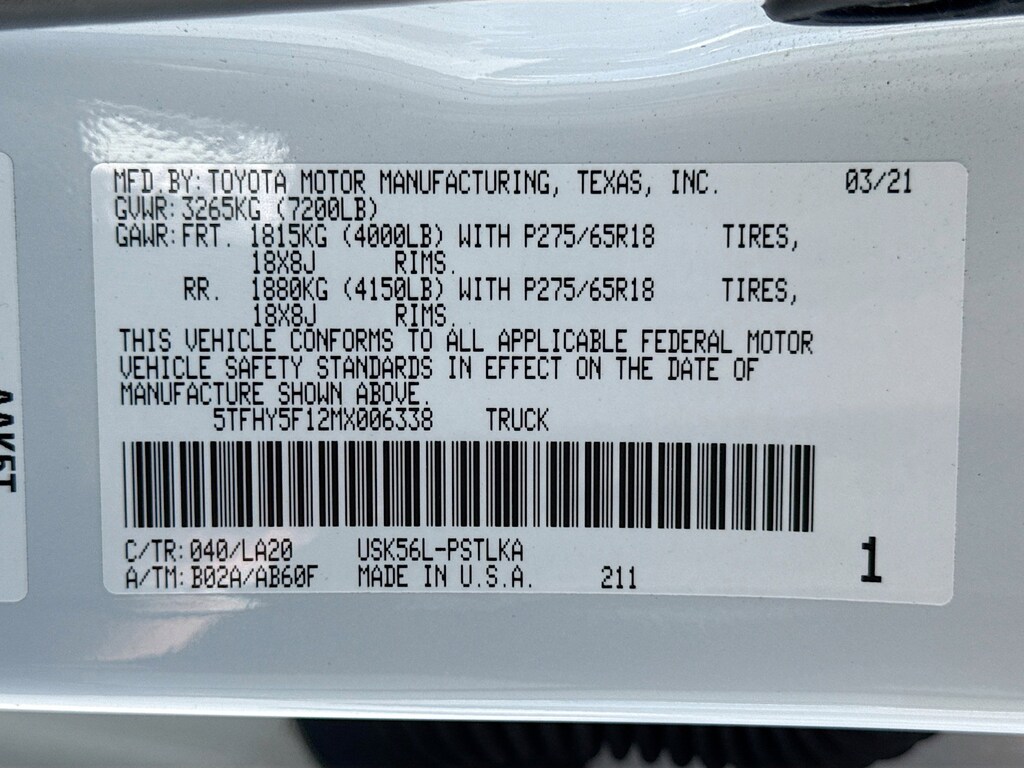 MFD.BY: TOYOTA MOTOR MANUFACTURING, TEXAS, INC. 03/21
GVWR: 3265KG (7200LB)
GAWR: FRT. 1815KG (4000LB) WITH P275/65R18 TIRES,
18X8J RIMS.
RR. 1880KG (4150LB) WITH P275/65R18 TIRES,
18X8J RIMS.
THIS VEHICLE CONFORMS TO ALL APPLICABLE FEDERAL MOTOR
VEHICLE SAFETY STANDARDS IN EFFECT ON THE DATE OF
MANUFACTURE SHOWN ABOVE.
5TFHY5F12MX006338 TRUCK
C/TR: 040/LA20 USK56L-PSTLKA 1
A/TM: B02A/AB60F MADE IN U.S.A. 211